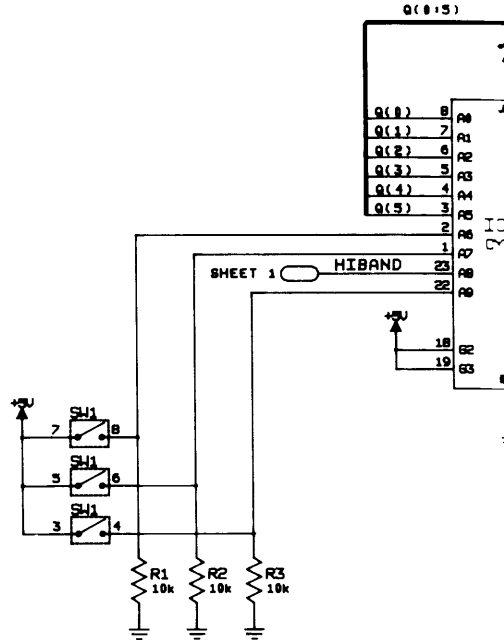 Q(0:5)
Q(0) 8 A0
Q(1) 7 A1
Q(2) 6 A2
Q(3) 5 A3
Q(4) 4 A4
Q(5) 3 A5
2 A6
1 A7
SHEET 1 HIBAND 23 A8
22 A9
+5V
18 G2
19 G3
+5V
SW1
7 8
SW1
5 6
SW1
3 4
R1 R2 R3
10k 10k 10k